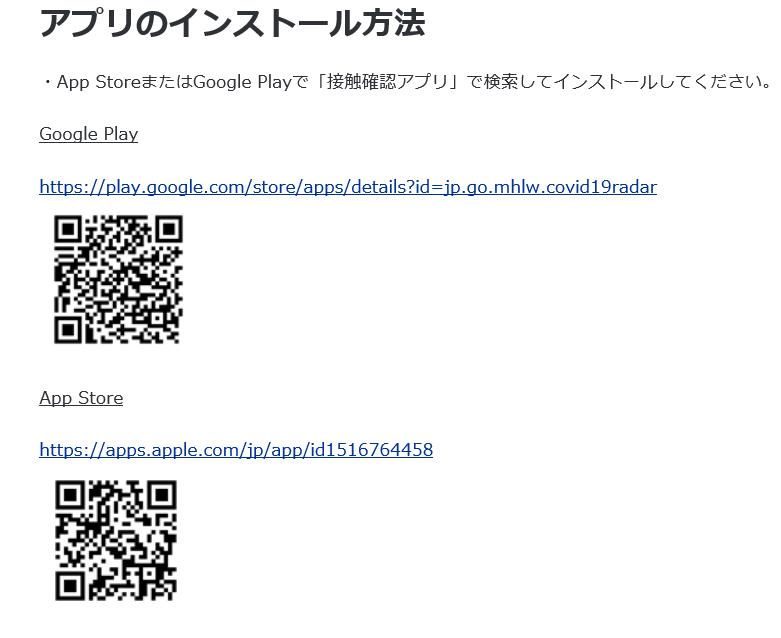 アプリのインストール方法
・App StoreまたはGoogle Playで「接触確認アプリ」で検索してインストールしてください。
Google Play
https://play.google.com/store/apps/details?id=jp.go.mhlw.covid19radar
App Store
https://apps.apple.com/jp/app/id1516764458